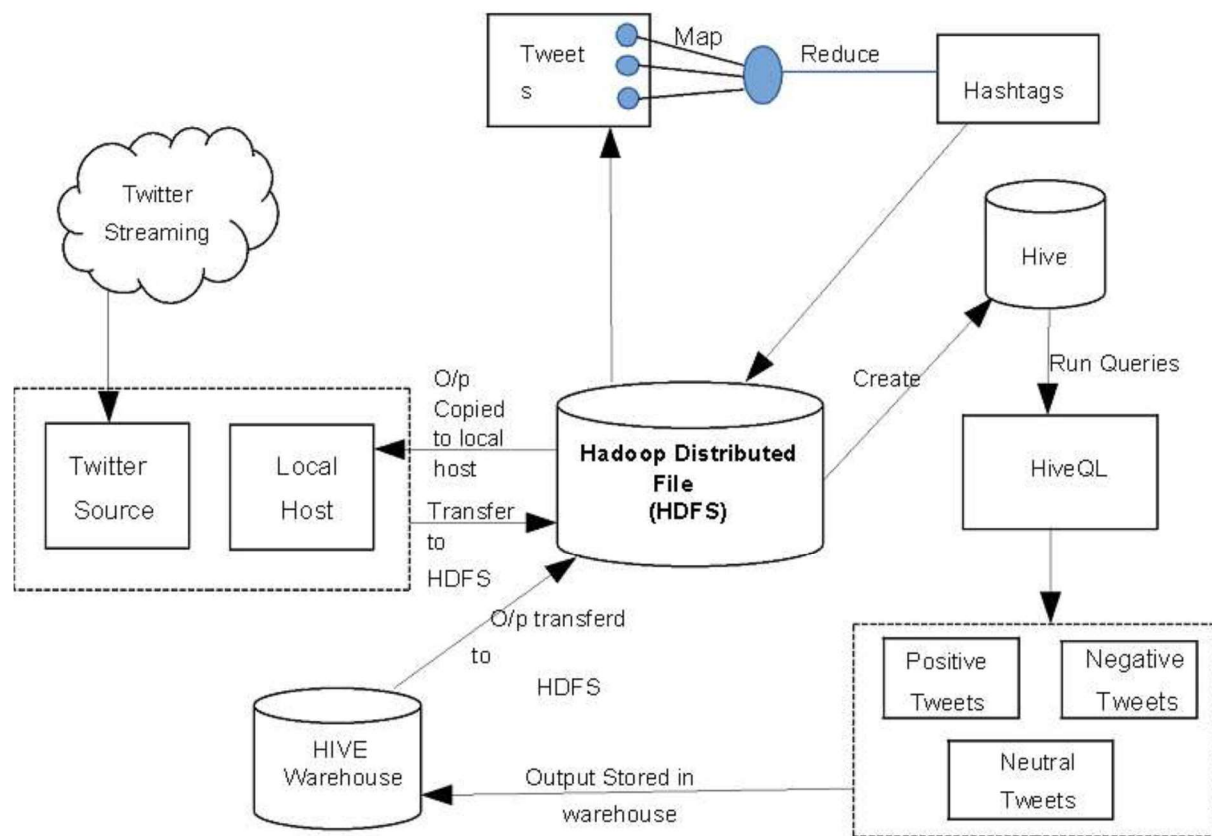 Tweet
s
Map
Reduce
Hashtags
Twitter
Streaming
Hive
Create
Run Queries
O/p
Copied
to local
host
Twitter
Source
Local
Host
Hadoop Distributed
File
(HDFS)
HiveQL
Transfer
to
HDFS
O/p transferd
to
HDFS
Positive
Tweets
Negative
Tweets
Neutral
Tweets
HIVE
Warehouse
Output Stored in
warehouse